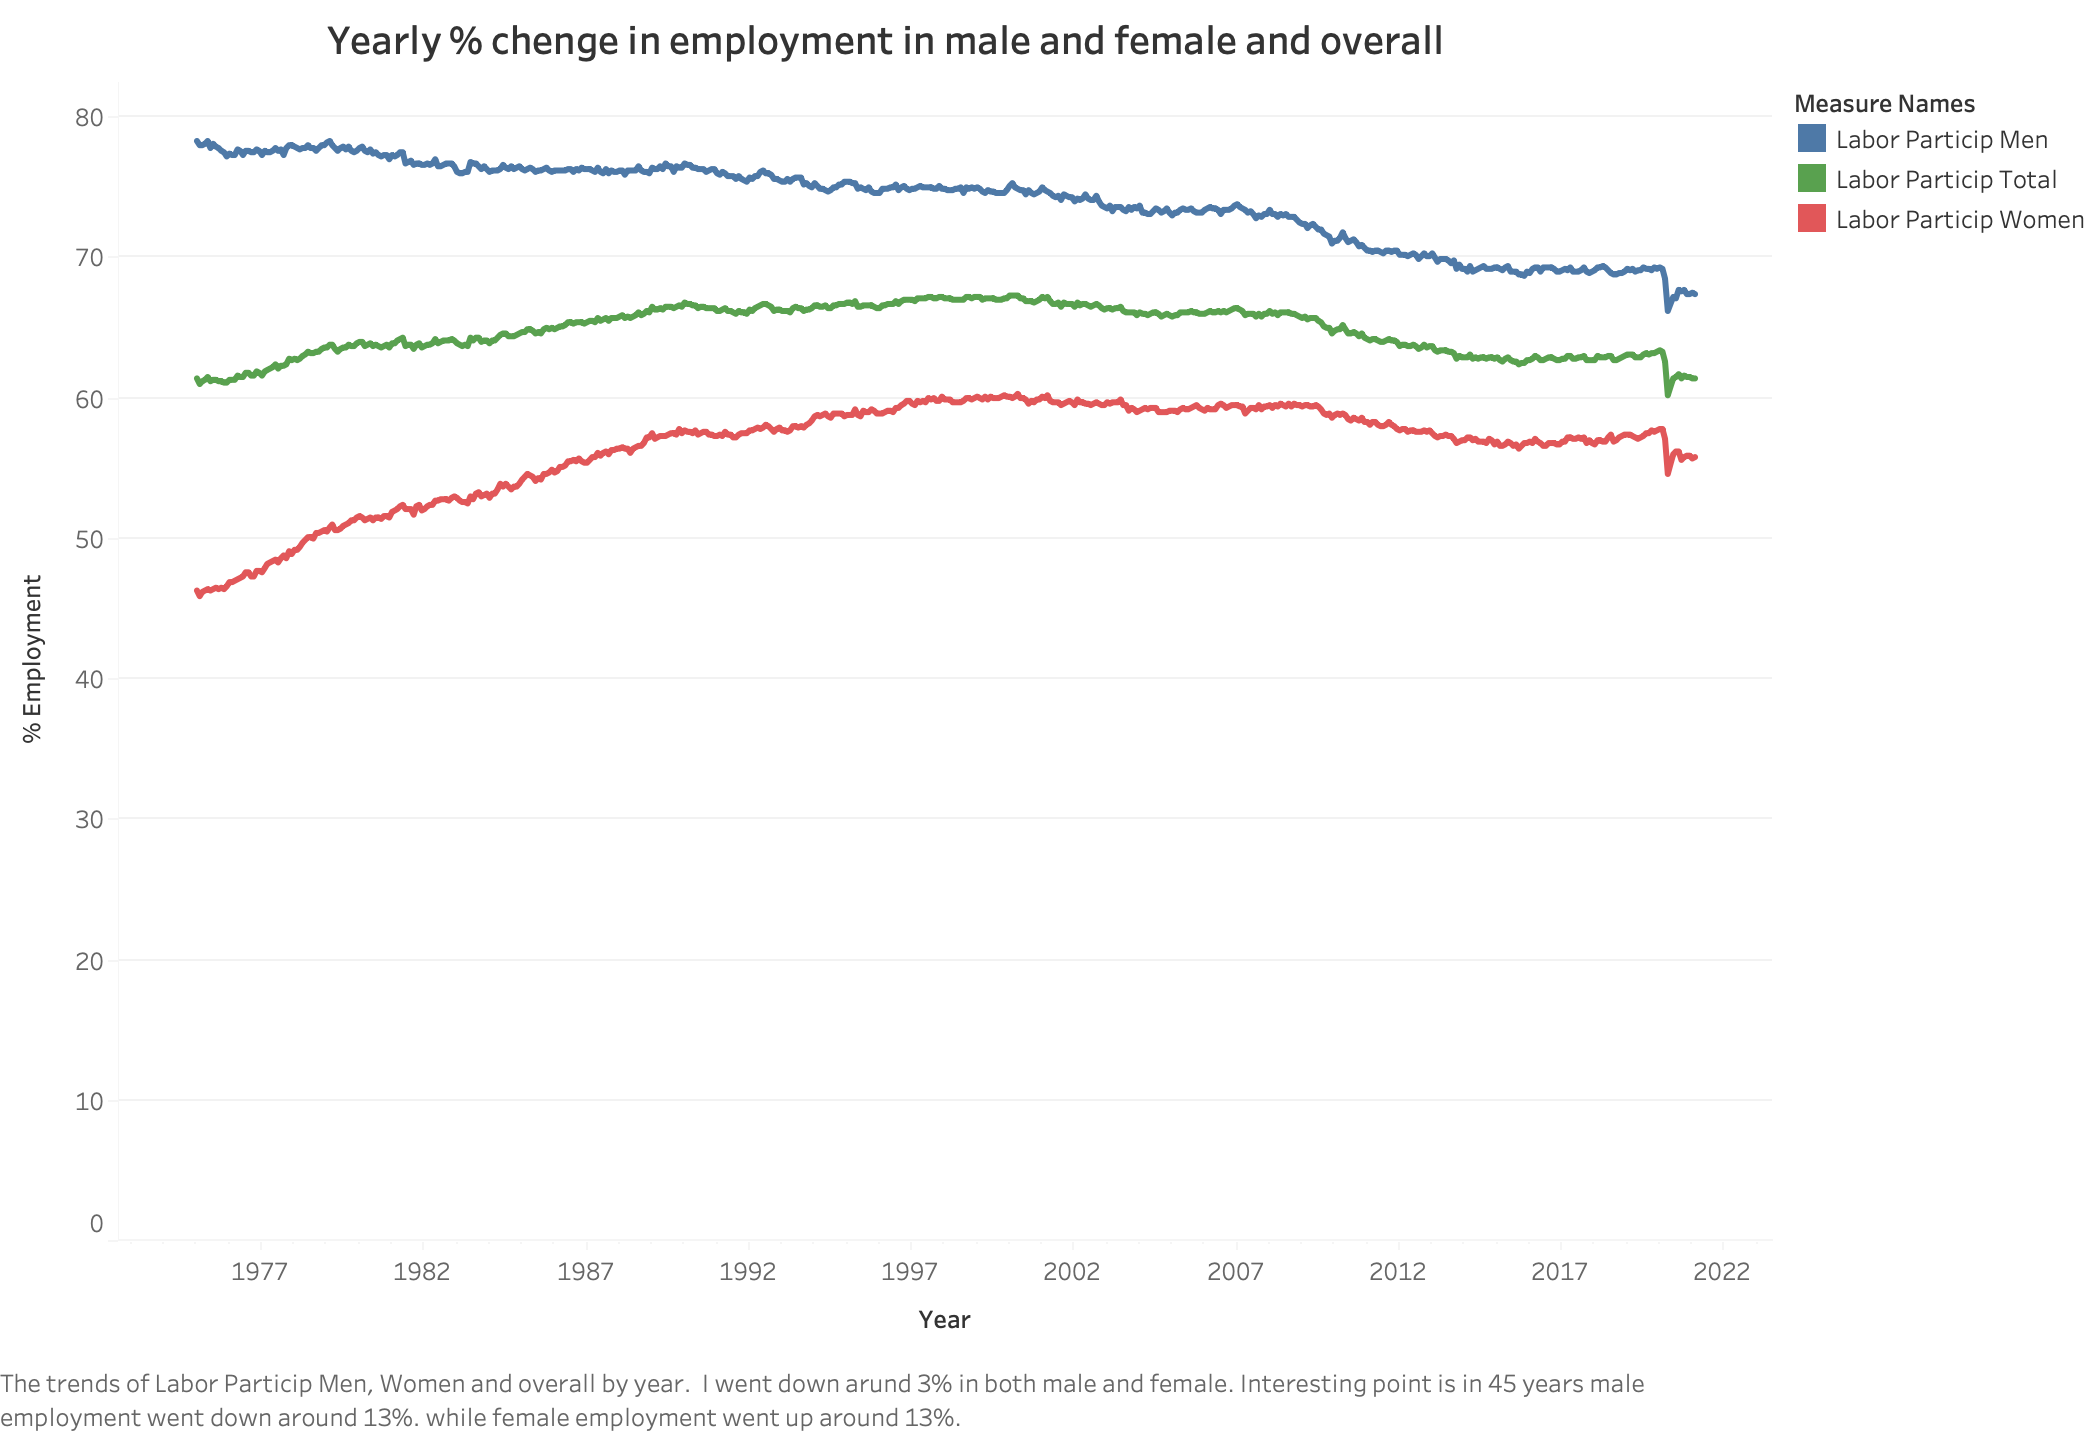 Yearly % chenge in employment in male and female and overall
Measure Names
Labor Particip Men
Labor Particip Total
Labor Particip Women
% Employment
80
70
60
50
40
30
20
10
0
1977 1982 1987 1992 1997 2002 2007 2012 2017 2022
Year
The trends of Labor Particip Men, Women and overall by year.  I went down arund 3% in both male and female. Interesting point is in 45 years male
employment went down around 13%. while female employment went up around 13%.